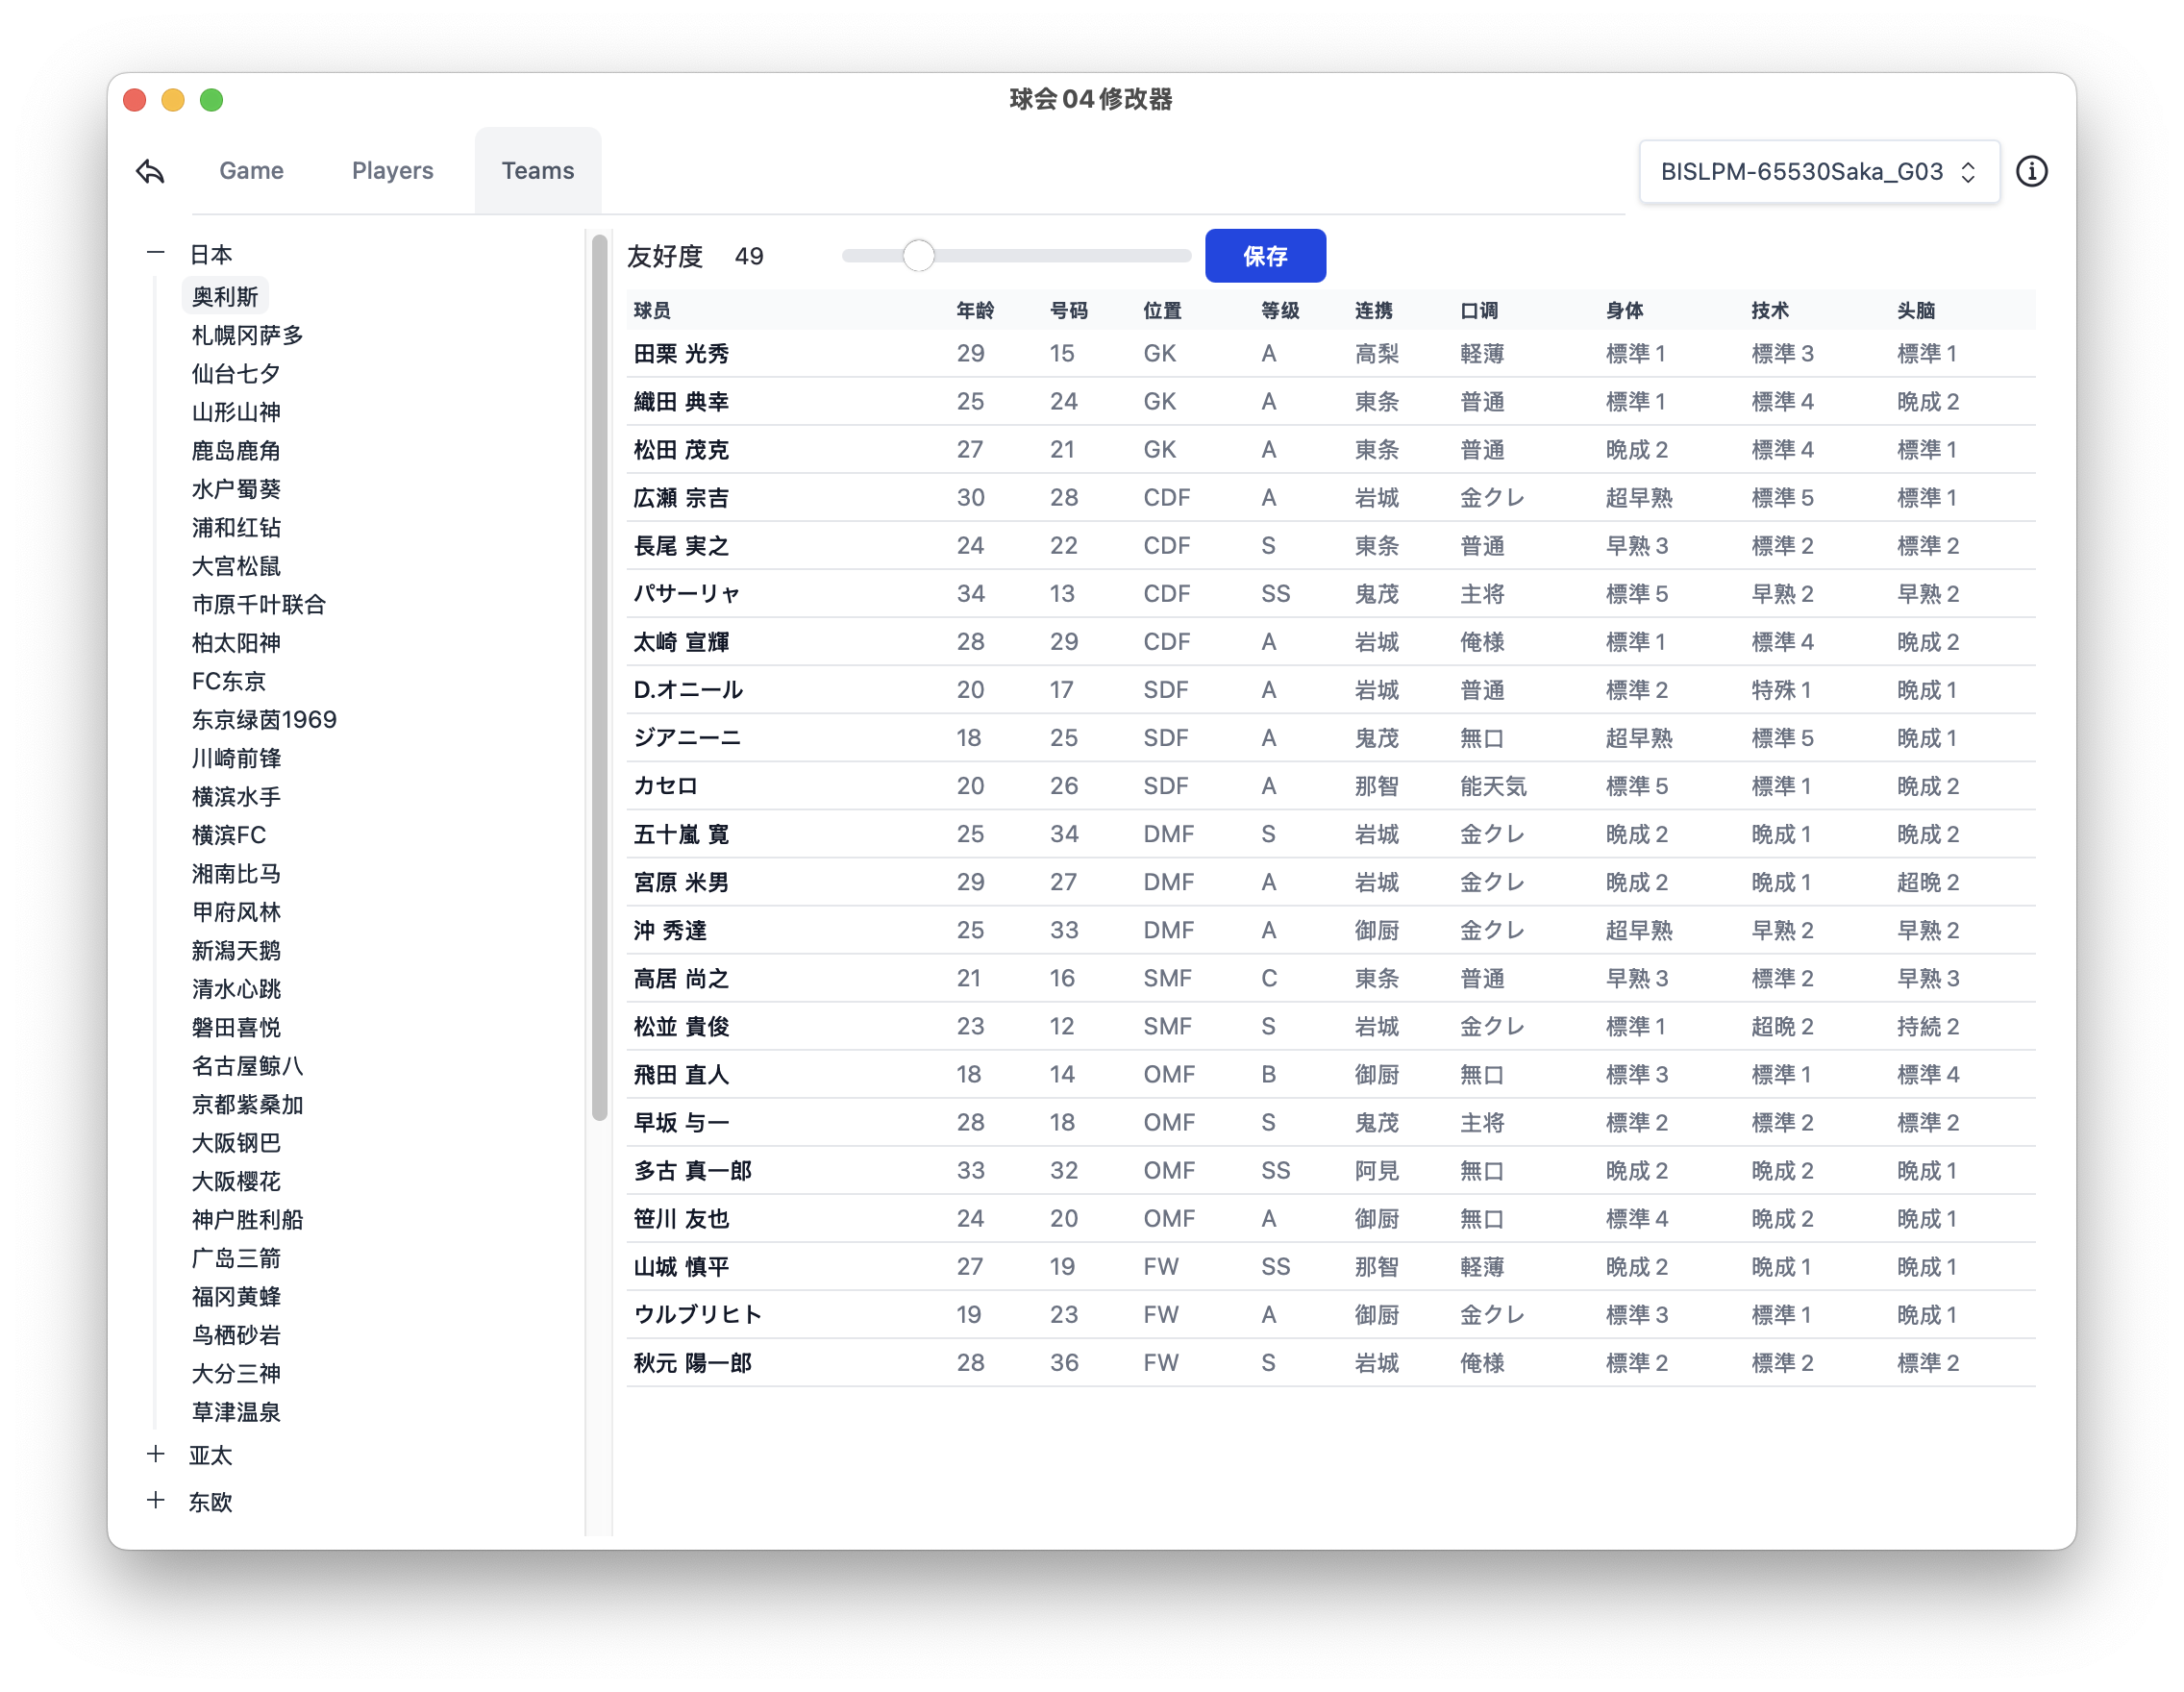 球会04修改器
Game Players Teams BISLPM-65530Saka_G03
日本
奥利斯
札幌冈萨多
仙台七夕
山形山神
鹿岛鹿角
水户蜀葵
浦和红钻
大宫松鼠
市原千叶联合
柏太阳神
FC东京
东京绿茵1969
川崎前锋
横滨水手
横滨FC
湘南比马
甲府风林
新潟天鹅
清水心跳
磐田喜悦
名古屋鲸八
京都紫桑加
大阪钢巴
大阪樱花
神户胜利船
广岛三箭
福冈黄蜂
鸟栖砂岩
大分三神
草津温泉
亚太
东欧
友好度 49 保存
球员 年龄 号码 位置 等级 连携 口调 身体 技术 头脑
田栗 光秀 29 15 GK A 高梨 軽薄 標準1 標準3 標準1
織田 典幸 25 24 GK A 東条 普通 標準1 標準4 晩成2
松田 茂克 27 21 GK A 東条 普通 晩成2 標準4 標準1
広瀬 宗吉 30 28 CDF A 岩城 金クレ 超早熟 標準5 標準1
長尾 実之 24 22 CDF S 東条 普通 早熟3 標準2 標準2
パサーリャ 34 13 CDF SS 鬼茂 主将 標準5 早熟2 早熟2
太崎 宣輝 28 29 CDF A 岩城 俺様 標準1 標準4 晩成2
D.オニール 20 17 SDF A 岩城 普通 標準2 特殊1 晩成1
ジアニーニ 18 25 SDF A 鬼茂 無口 超早熟 標準5 晩成1
カセロ 20 26 SDF A 那智 能天気 標準5 標準1 晩成2
五十嵐 寛 25 34 DMF S 岩城 金クレ 晩成2 晩成1 晩成2
宮原 米男 29 27 DMF A 岩城 金クレ 晩成2 晩成1 超晩2
沖 秀達 25 33 DMF A 御厨 金クレ 超早熟 早熟2 早熟2
高居 尚之 21 16 SMF C 東条 普通 早熟3 標準2 早熟3
松並 貴俊 23 12 SMF S 岩城 金クレ 標準1 超晩2 持続2
飛田 直人 18 14 OMF B 御厨 無口 標準3 標準1 標準4
早坂 与一 28 18 OMF S 鬼茂 主将 標準2 標準2 標準2
多古 真一郎 33 32 OMF SS 阿見 無口 晩成2 晩成2 晩成1
笹川 友也 24 20 OMF A 御厨 無口 標準4 晩成2 晩成1
山城 慎平 27 19 FW SS 那智 軽薄 晩成2 晩成1 晩成1
ウルブリヒト 19 23 FW A 御厨 金クレ 標準3 標準1 晩成1
秋元 陽一郎 28 36 FW S 岩城 俺様 標準2 標準2 標準2